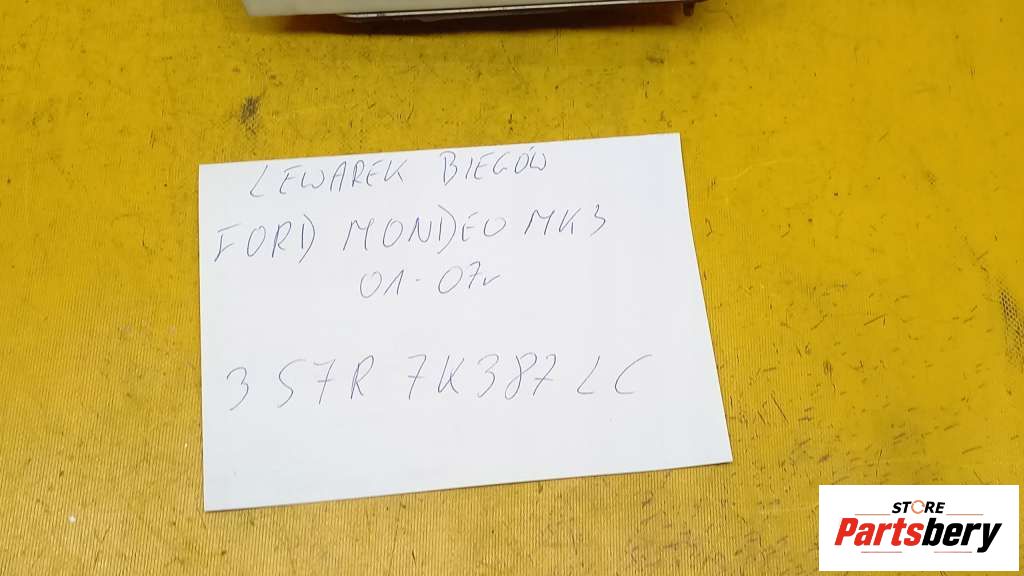 LEWAREK BIEGÓW
FORD MONDEO MK3
01-07r
3S7R 7K387 LC
STORE
Partsbery